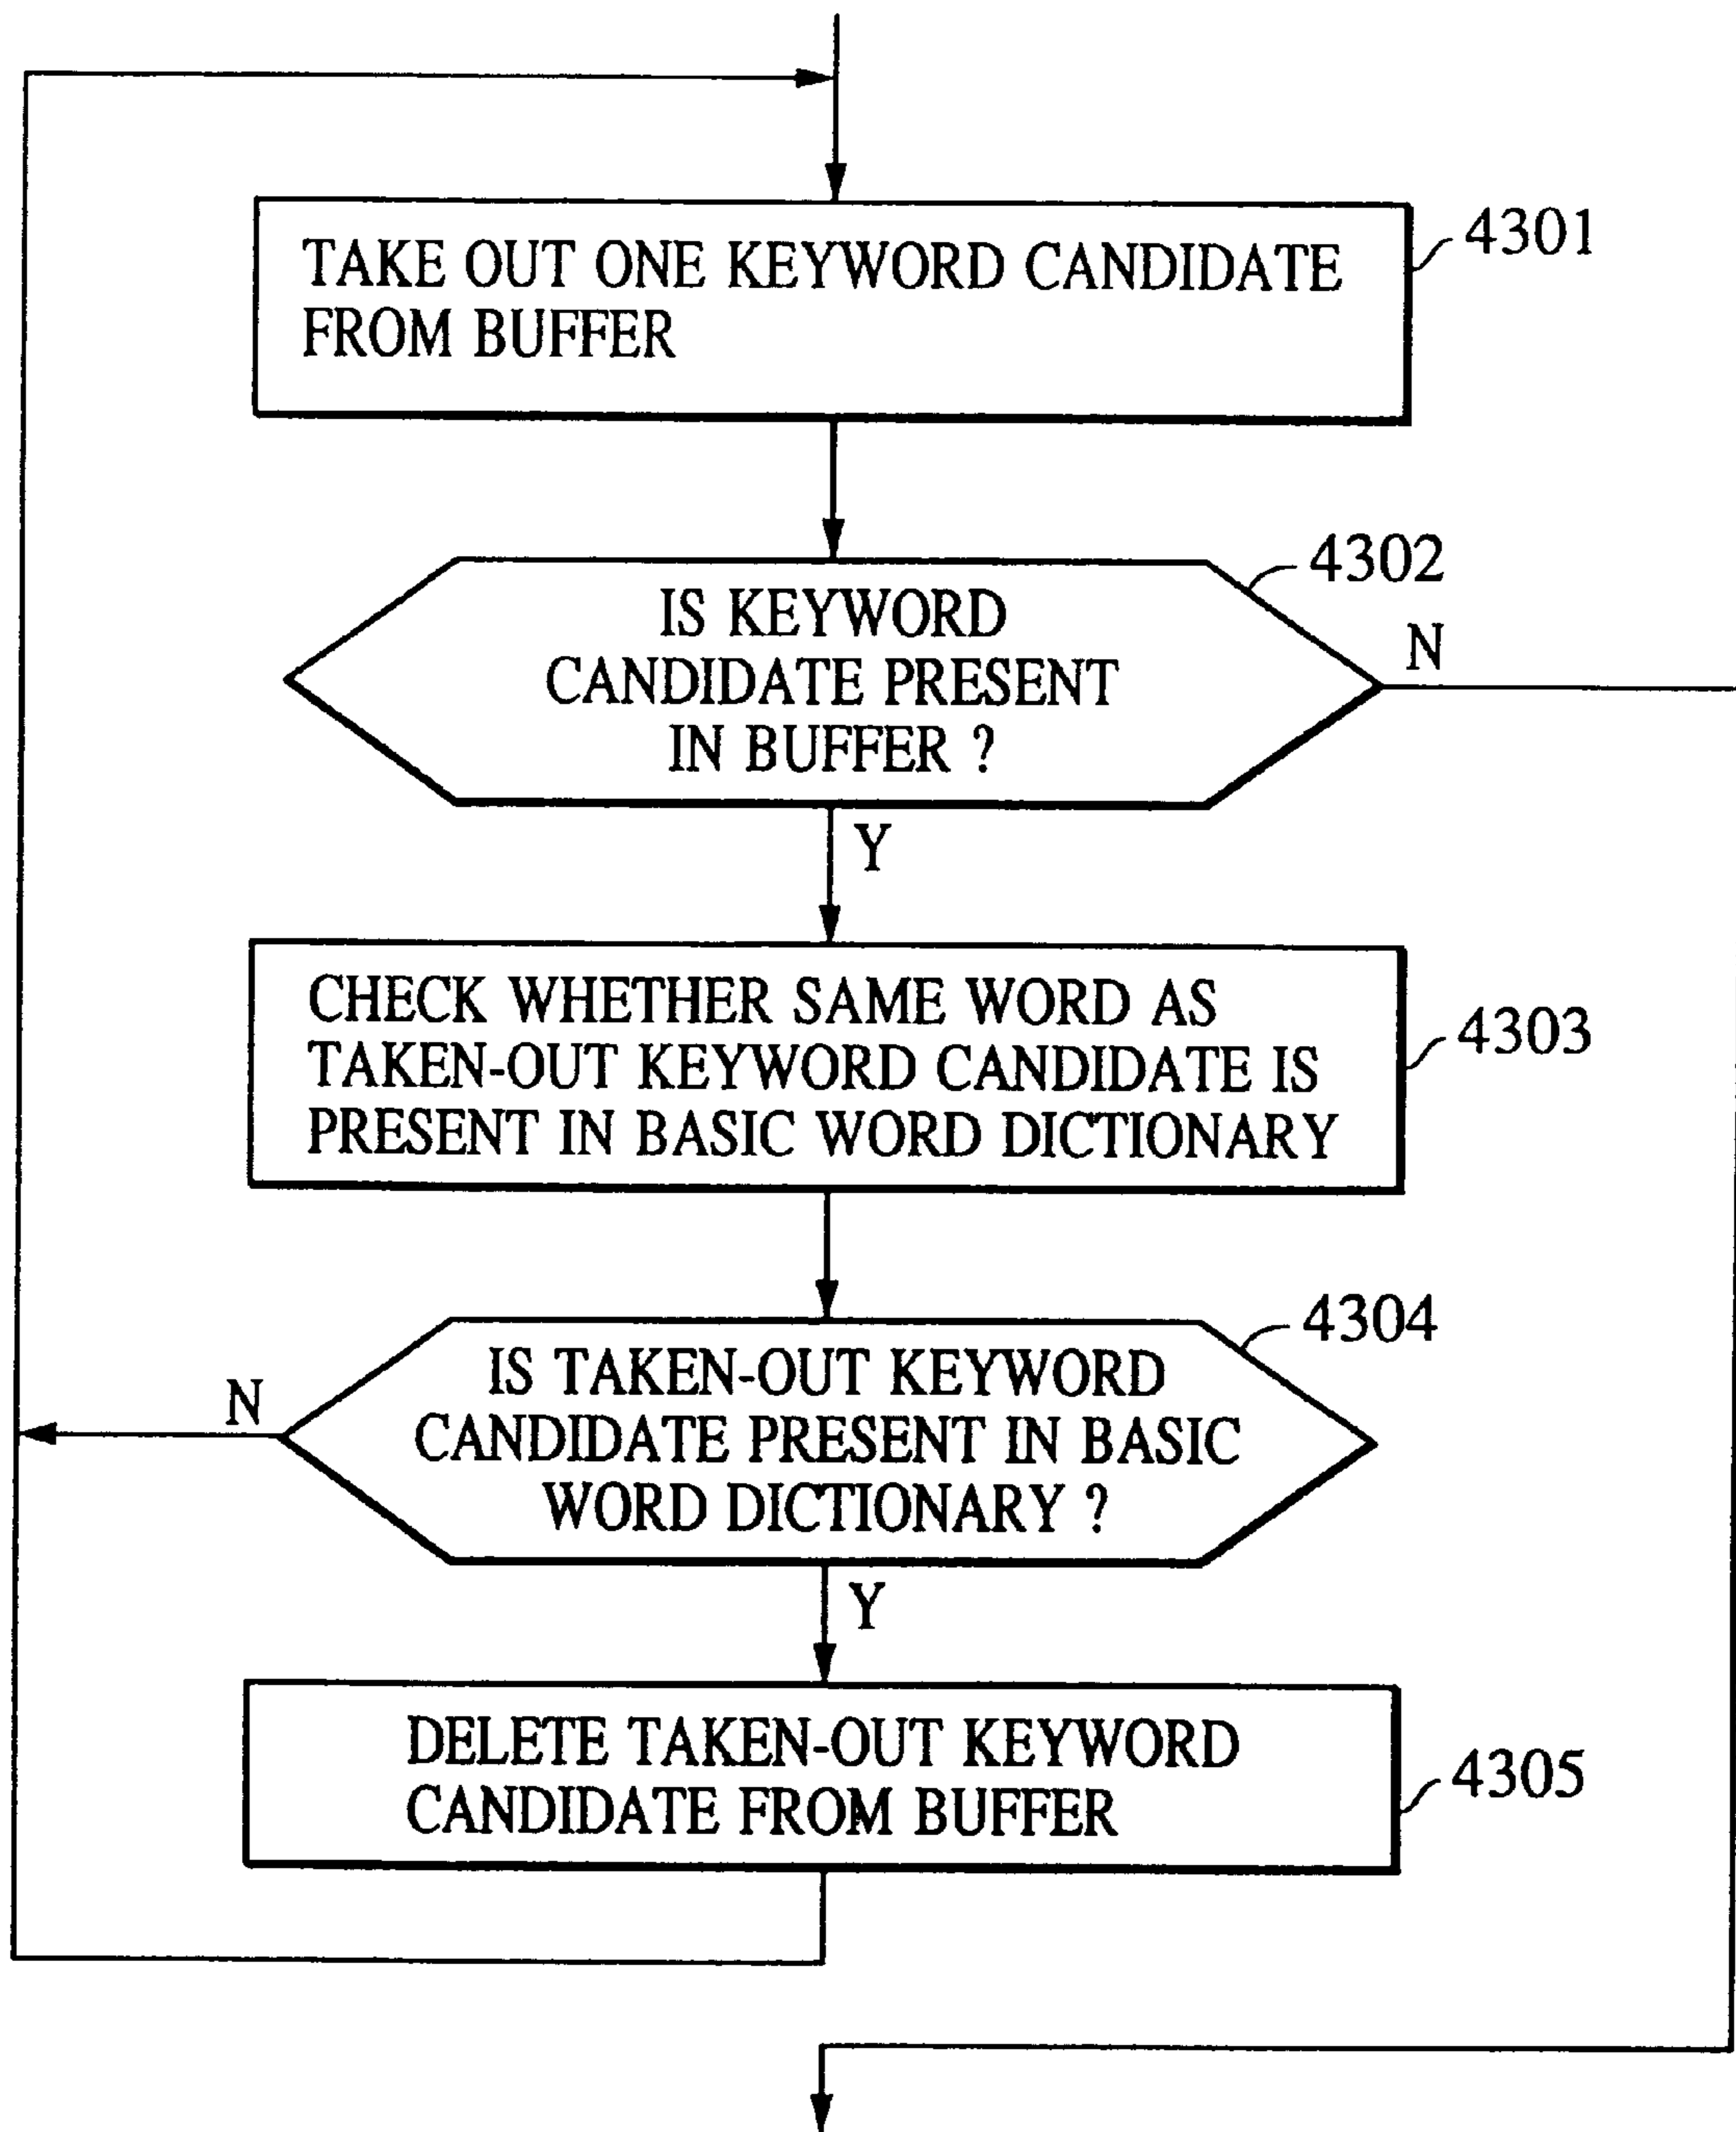 TAKE OUT ONE KEYWORD CANDIDATE
FROM BUFFER
4301
IS KEYWORD
CANDIDATE PRESENT
IN BUFFER ?
4302
N
Y
CHECK WHETHER SAME WORD AS
TAKEN-OUT KEYWORD CANDIDATE IS
PRESENT IN BASIC WORD DICTIONARY
4303
IS TAKEN-OUT KEYWORD
CANDIDATE PRESENT IN BASIC
WORD DICTIONARY ?
4304
N
Y
DELETE TAKEN-OUT KEYWORD
CANDIDATE FROM BUFFER
4305